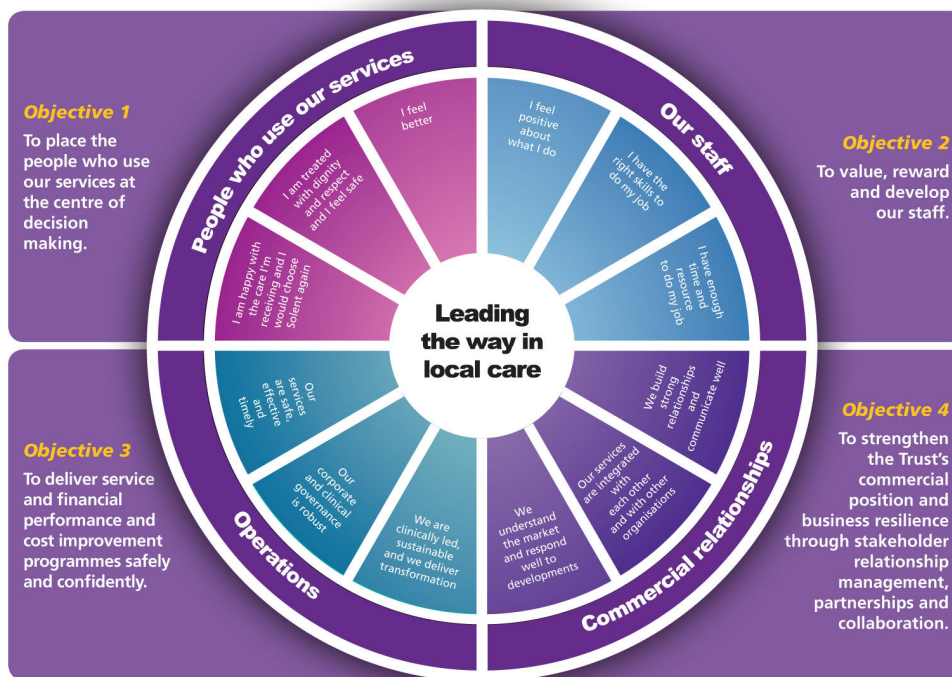 Objective 1
To place the
people who use
our services at
the centre of
decision
making.
People who use our services
I feel
better
I am treated
with dignity
and respect
and I feel safe
I am happy with
the care I'm
receiving and I
would choose
Solent again
Our staff
I feel
positive
about
what I do
I have the
right skills to
do my job
I have enough
time and
resource
to do my job
Objective 2
To value, reward
and develop
our staff.
Leading
the way in
local care
Objective 3
To deliver service
and financial
performance and
cost improvement
programmes safely
and confidently.
Operations
Our
services
are safe,
effective
and
timely
Our
corporate
and clinical
governance
is robust
We are
clinically led,
sustainable
and we deliver
transformation
Commercial relationships
We build
strong
relationships
and
communicate well
Our services
are integrated
with
each other
and with other
organisations
We
understand
the market
and respond
well to
developments
Objective 4
To strengthen
the Trust's
commercial
position and
business resilience
through stakeholder
relationship
management,
partnerships and
collaboration.